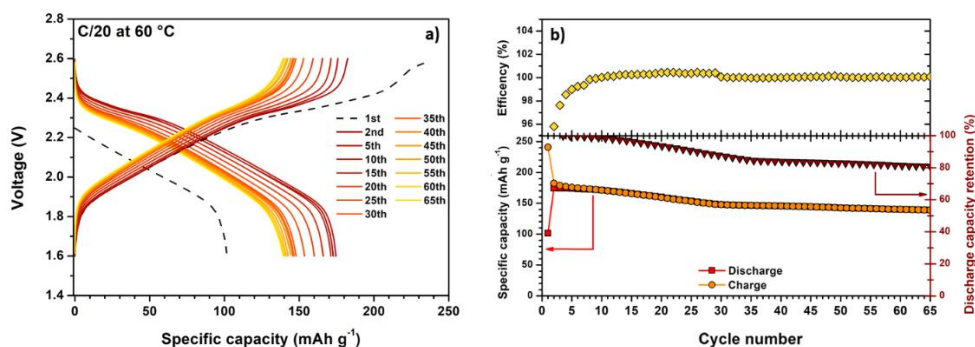 C/20 at 60 °C
a)
2.8
2.6
2.4
2.2
2.0
1.8
1.6
1.4
Voltage (V)
1st
2nd
5th
10th
15th
20th
25th
30th
35th
40th
45th
50th
55th
60th
65th
0 50 100 150 200 250
Specific capacity (mAh g⁻¹)
b)
104
102
100
98
96
Efficency (%)
250
200
150
100
50
0
Specific capacity (mAh g⁻¹)
100
80
60
40
20
0
Discharge capacity retention (%)
Discharge
Charge
0 5 10 15 20 25 30 35 40 45 50 55 60 65
Cycle number